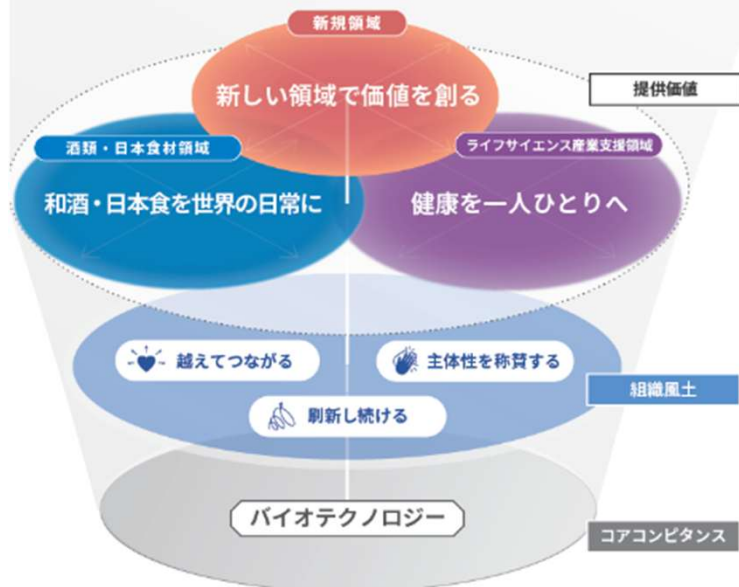 新規領域
新しい領域で価値を創る
提供価値
酒類・日本食材領域
ライフサイエンス産業支援領域
和酒・日本食を世界の日常に
健康を一人ひとりへ
越えてつながる
主体性を称賛する
組織風土
刷新し続ける
バイオテクノロジー
コアコンピタンス